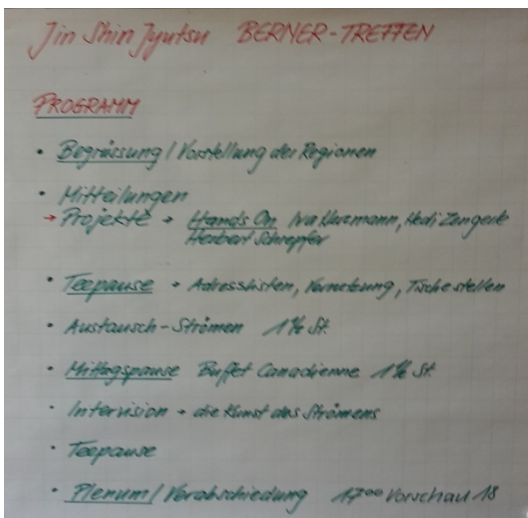 Jin Shin Jyutsu BERNER-TREFFEN
PROGRAMM
• Begrüssung / Vorstellung der Regionen
• Mitteilungen
→ Projekte → Hands On Iva Hurzmann, Hedi Zengerle
Herbert Schrepfer
• Teepause → Adresslisten, Vernetzung, Tische stellen
• Austausch-Strömen 1½ St.
• Mittagspause Buffet Canadienne 1½ St.
• Intervision → die Kunst des Strömens
• Teepause
• Plenum / Verabschiedung 17⁰⁰ Vorschau 18